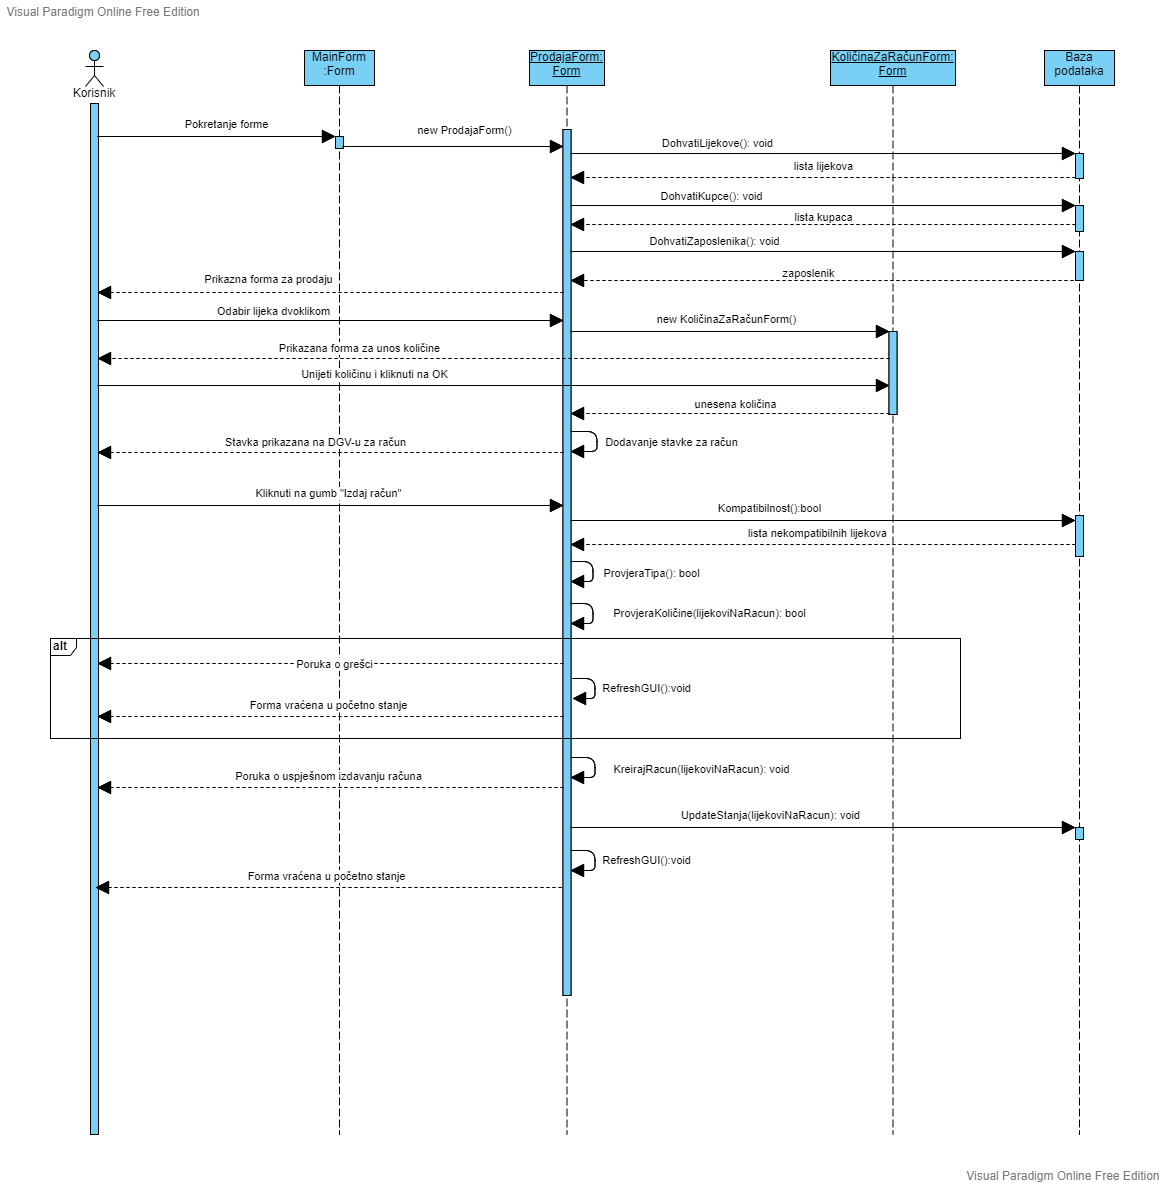 Visual Paradigm Online Free Edition
Korisnik
MainForm
:Form
ProdajaForm:
Form
KoličinaZaRačunForm:
Form
Baza
podataka
Pokretanje forme
new ProdajaForm()
DohvatiLijekove(): void
lista lijekova
DohvatiKupce(): void
lista kupaca
DohvatiZaposlenika(): void
zaposlenik
Prikazna forma za prodaju
Odabir lijeka dvoklikom
new KoličinaZaRačunForm()
Prikazana forma za unos količine
Unijeti količinu i kliknuti na OK
unesena količina
Stavka prikazana na DGV-u za račun
Dodavanje stavke za račun
Kliknuti na gumb "Izdaj račun"
Kompatibilnost():bool
lista nekompatibilnih lijekova
ProvjeraTipa(): bool
ProvjeraKoličine(lijekoviNaRacun): bool
alt
Poruka o grešci
RefreshGUI():void
Forma vraćena u početno stanje
KreirajRacun(lijekoviNaRacun): void
Poruka o uspješnom izdavanju računa
UpdateStanja(lijekoviNaRacun): void
RefreshGUI():void
Forma vraćena u početno stanje
Visual Paradigm Online Free Edition